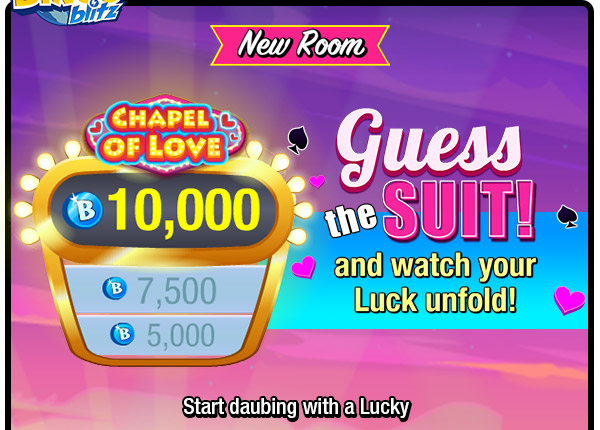 blitz
New Room
CHAPEL
OF LOVE
B 10,000
B 7,500
B 5,000
Guess
the SUIT!
and watch your
Luck unfold!
Start daubing with a Lucky